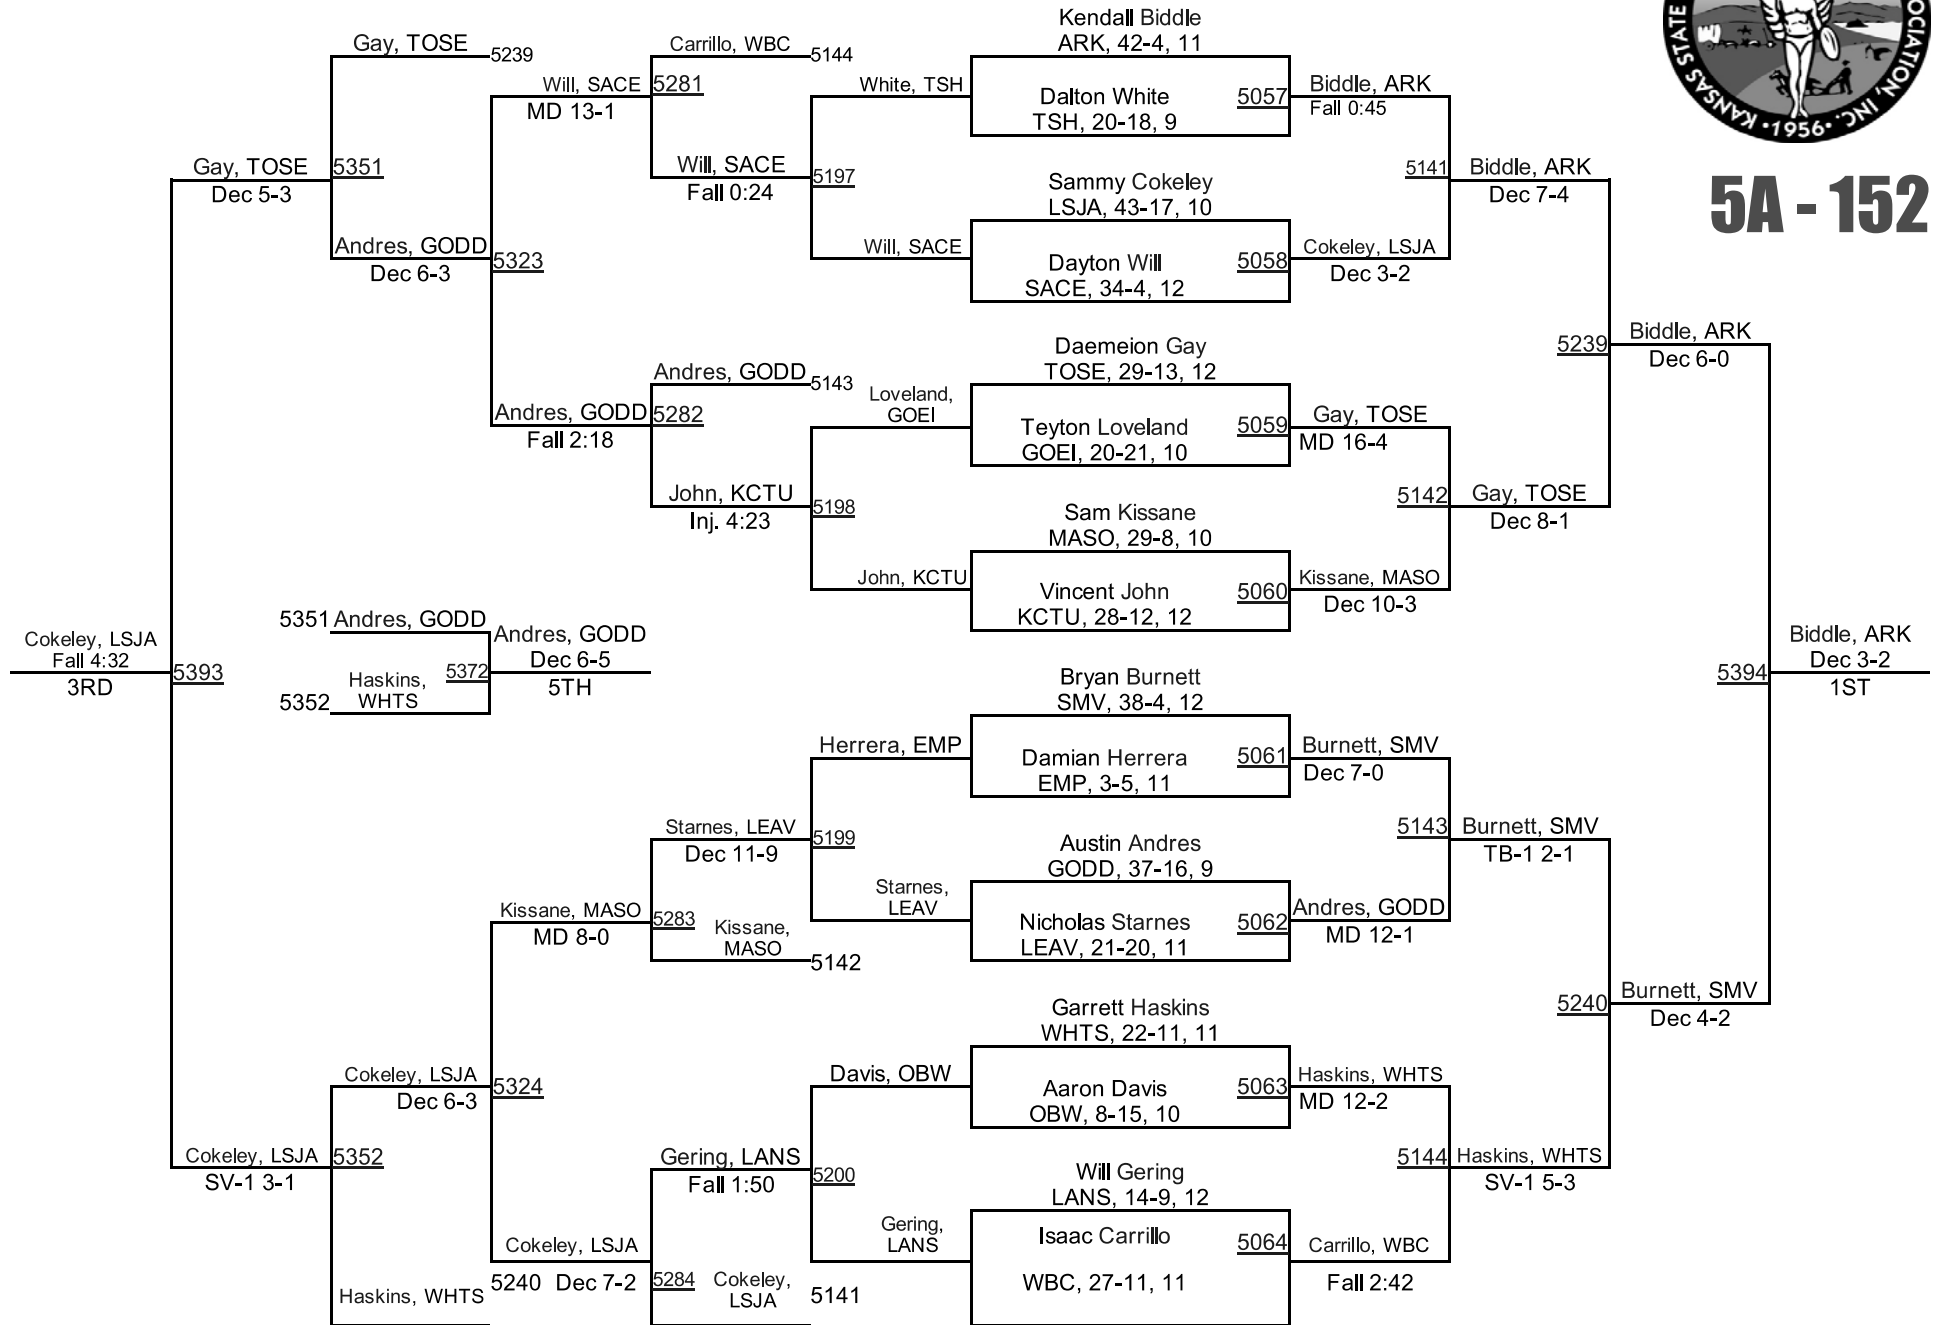 KANSAS STATE
OCIATION, INC.
•1956•
5A - 152
Gay, TOSE
5239
Will, SACE
MD 13-1
Carrillo, WBC
5144
5281
Will, SACE
Fall 0:24
White, TSH
5197
Will, SACE
Kendall Biddle
ARK, 42-4, 11
Dalton White
TSH, 20-18, 9
5057
Biddle, ARK
Fall 0:45
Sammy Cokeley
LSJA, 43-17, 10
Dayton Will
SACE, 34-4, 12
5058
Cokeley, LSJA
Dec 3-2
5141
Biddle, ARK
Dec 7-4
Gay, TOSE
Dec 5-3
5351
Andres, GODD
Dec 6-3
5323
Andres, GODD
Fall 2:18
Andres, GODD
5143
5282
John, KCTU
Inj. 4:23
Loveland,
GOEI
5198
John, KCTU
Daemeion Gay
TOSE, 29-13, 12
Teyton Loveland
GOEI, 20-21, 10
5059
Gay, TOSE
MD 16-4
Sam Kissane
MASO, 29-8, 10
Vincent John
KCTU, 28-12, 12
5060
Kissane, MASO
Dec 10-3
5142
Gay, TOSE
Dec 8-1
5239
Biddle, ARK
Dec 6-0
Cokeley, LSJA
Fall 4:32
3RD
5393
5351
Andres, GODD
5352
Haskins,
WHTS
5372
Andres, GODD
Dec 6-5
5TH
5394
Biddle, ARK
Dec 3-2
1ST
Herrera, EMP
Bryan Burnett
SMV, 38-4, 12
Damian Herrera
EMP, 3-5, 11
5061
Burnett, SMV
Dec 7-0
Starnes, LEAV
Dec 11-9
5199
Starnes,
LEAV
Austin Andres
GODD, 37-16, 9
Nicholas Starnes
LEAV, 21-20, 11
5062
Andres, GODD
MD 12-1
5143
Burnett, SMV
TB-1 2-1
Kissane, MASO
MD 8-0
5283
Kissane,
MASO
5142
5240
Burnett, SMV
Dec 4-2
Cokeley, LSJA
Dec 6-3
5324
Davis, OBW
Garrett Haskins
WHTS, 22-11, 11
Aaron Davis
OBW, 8-15, 10
5063
Haskins, WHTS
MD 12-2
Cokeley, LSJA
SV-1 3-1
5352
Gering, LANS
Fall 1:50
5200
Gering,
LANS
Will Gering
LANS, 14-9, 12
Isaac Carrillo
WBC, 27-11, 11
5064
Carrillo, WBC
Fall 2:42
5144
Haskins, WHTS
SV-1 5-3
Haskins, WHTS
5240
Cokeley, LSJA
Dec 7-2
5284
Cokeley,
LSJA
5141